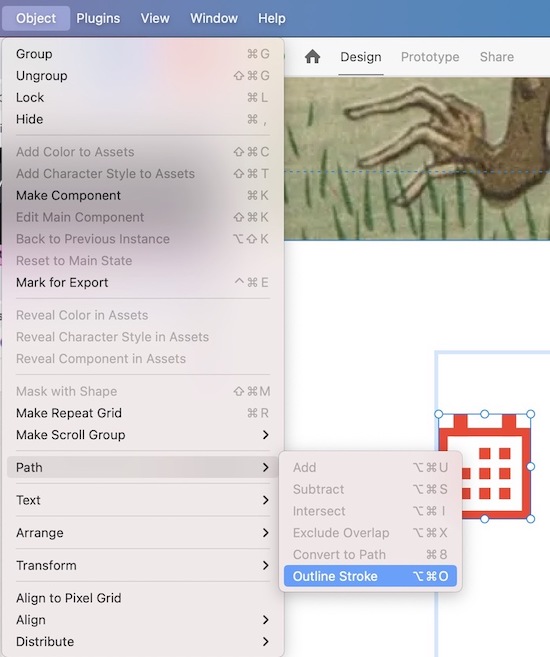 Object Plugins View Window Help
Design Prototype Share
Group ⌘G
Ungroup ⇧⌘G
Lock ⌘L
Hide ⌘,
Add Color to Assets ⇧⌘C
Add Character Style to Assets ⇧⌘T
Make Component ⌘K
Edit Main Component ⇧⌘K
Back to Previous Instance ⌥⇧K
Reset to Main State
Mark for Export ^⌘E
Reveal Color in Assets
Reveal Character Style in Assets
Reveal Component in Assets
Mask with Shape ⇧⌘M
Make Repeat Grid ⌘R
Make Scroll Group
Path
Add ⌥⌘U
Subtract ⌥⌘S
Intersect ⌥⌘I
Exclude Overlap ⌥⌘X
Convert to Path ⌘8
Outline Stroke ⌥⌘O
Text
Arrange
Transform
Align to Pixel Grid
Align
Distribute